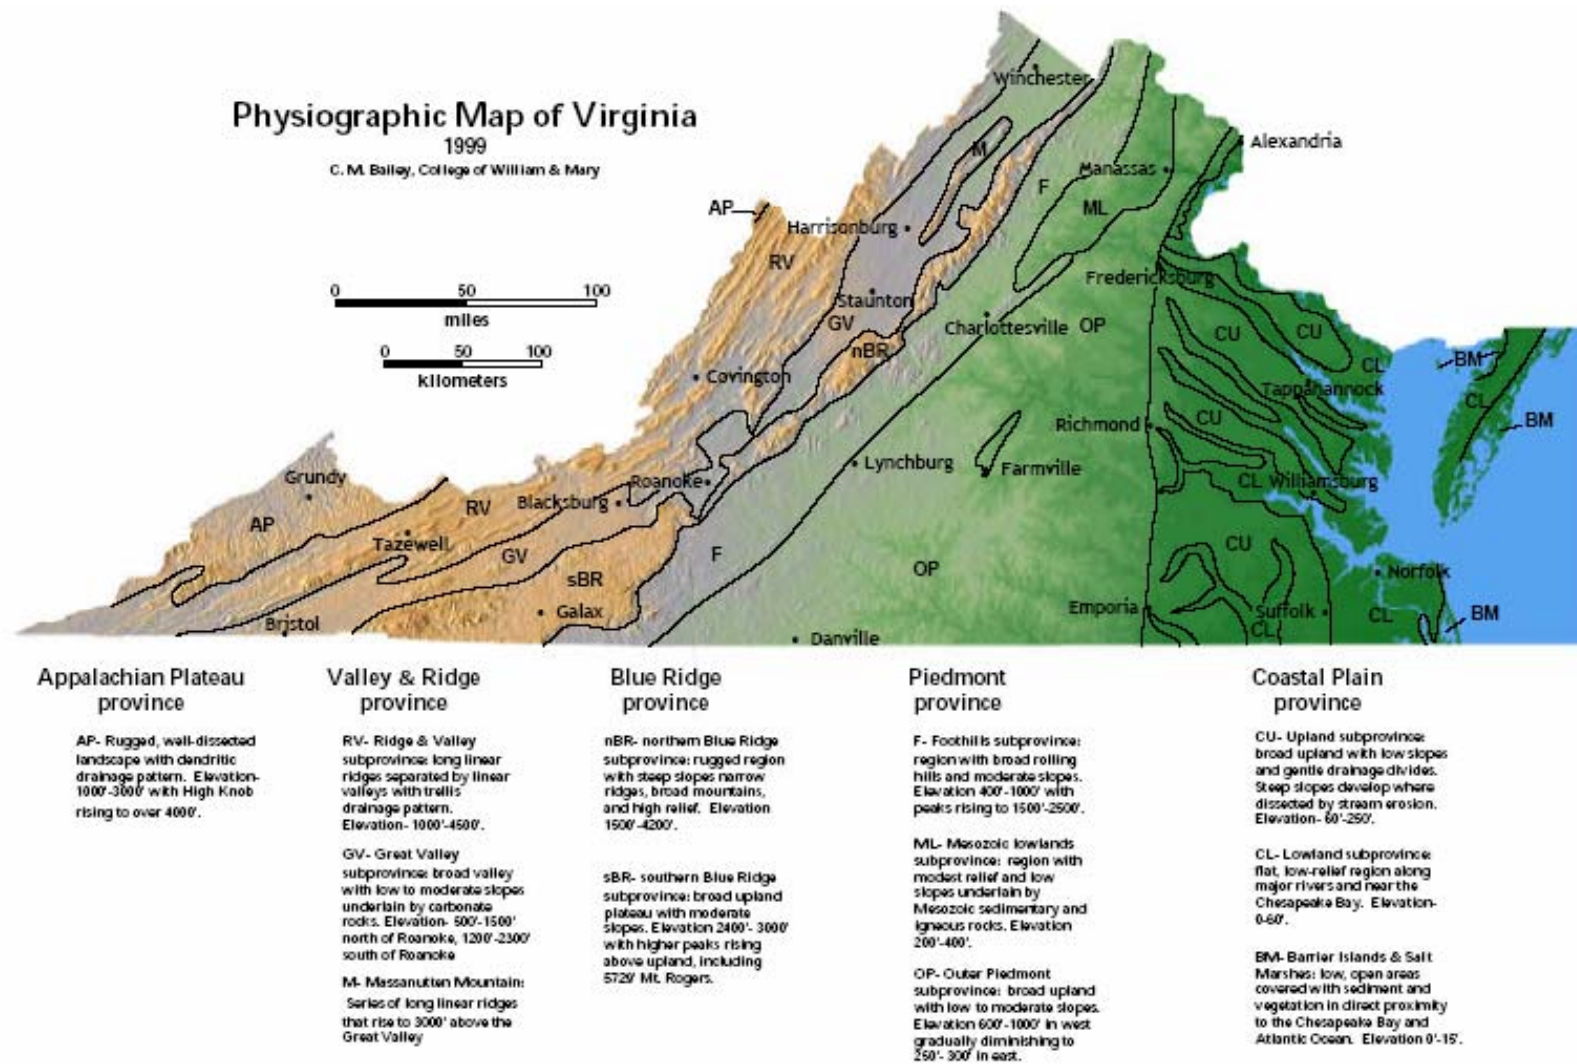 Physiographic Map of Virginia
1999
C. M. Bailey, College of William & Mary
0 50 100
miles
0 50 100
kilometers
Winchester
M
Alexandria
Manassas
F
ML
AP
Harrisonburg
RV
Fredericksburg
Staunton
GV
Charlottesville
OP
CU
CU
nBR
CL
BM
Covington
Tappahannock
CL
BM
Richmond
CU
Lynchburg
Farmville
Grundy
Roanoke
CL
Williamsburg
Blacksburg
RV
AP
Tazewell
CU
GV
F
OP
sBR
Norfolk
Emporia
Suffolk
Galax
CL
BM
Bristol
CL
Danville
Appalachian Plateau
province
AP- Rugged, well-dissected
landscape with dendritic
drainage pattern. Elevation-
1000'-3000' with High Knob
rising to over 4000'.
Valley & Ridge
province
RV- Ridge & Valley
subprovince: long linear
ridges separated by linear
valleys with trellis
drainage pattern.
Elevation- 1000'-4500'.
GV- Great Valley
subprovince: broad valley
with low to moderate slopes
underlain by carbonate
rocks. Elevation- 500'-1500'
north of Roanoke, 1200'-2300'
south of Roanoke
M- Massanutten Mountain:
Series of long linear ridges
that rise to 3000' above the
Great Valley
Blue Ridge
province
nBR- northern Blue Ridge
subprovince: rugged region
with steep slopes narrow
ridges, broad mountains,
and high relief. Elevation
1500'-4200'.
sBR- southern Blue Ridge
subprovince: broad upland
plateau with moderate
slopes. Elevation 2400'- 3000'
with higher peaks rising
above upland, including
5729' Mt. Rogers.
Piedmont
province
F- Foothills subprovince:
region with broad rolling
hills and moderate slopes.
Elevation 400'-1000' with
peaks rising to 1500'-2500'.
ML- Mesozoic lowlands
subprovince: region with
modest relief and low
slopes underlain by
Mesozoic sedimentary and
igneous rocks. Elevation
200'-400'.
OP- Outer Piedmont
subprovince: broad upland
with low to moderate slopes.
Elevation 600'-1000' in west
gradually diminishing to
250'- 300' in east.
Coastal Plain
province
CU- Upland subprovince:
broad upland with low slopes
and gentle drainage divides.
Steep slopes develop where
dissected by stream erosion.
Elevation- 60'-250'.
CL- Lowland subprovince:
flat, low-relief region along
major rivers and near the
Chesapeake Bay. Elevation-
0-60'.
BM- Barrier Islands & Salt
Marshes: low, open areas
covered with sediment and
vegetation in direct proximity
to the Chesapeake Bay and
Atlantic Ocean. Elevation 0'-15'.